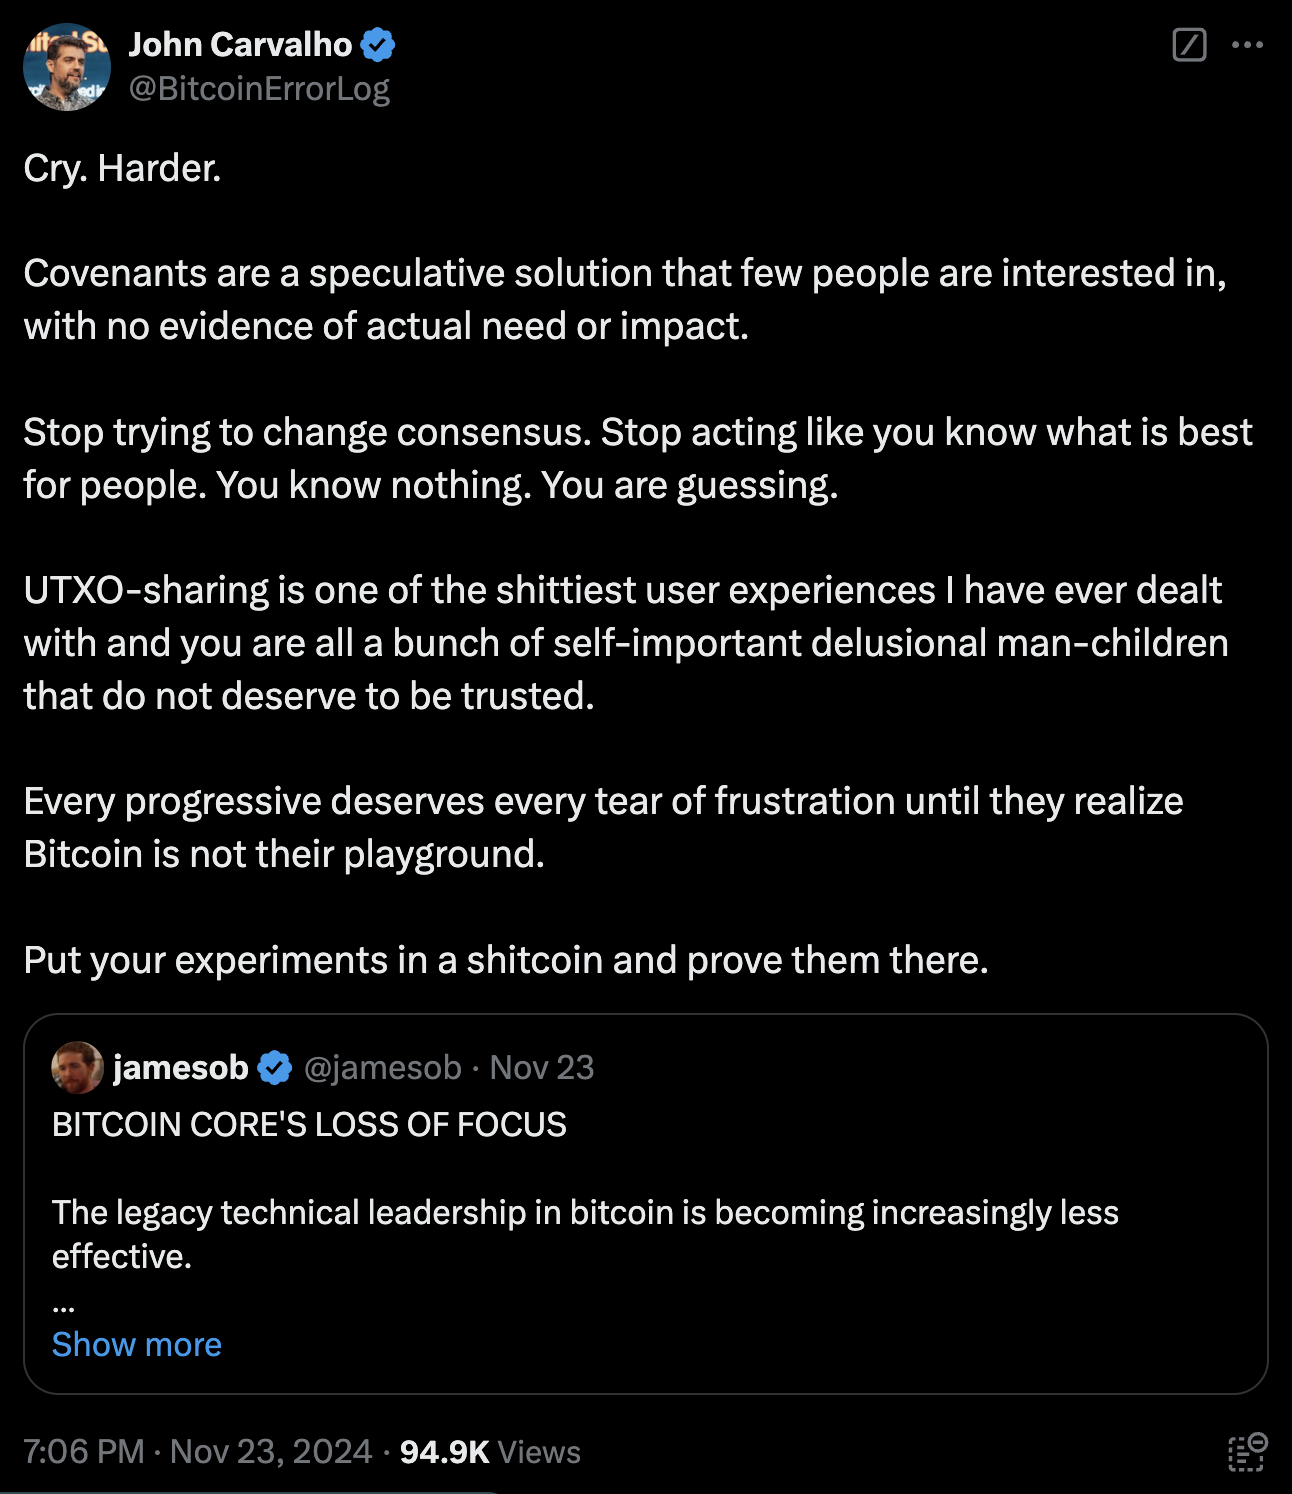 John Carvalho
@BitcoinErrorLog
Cry. Harder.
Covenants are a speculative solution that few people are interested in,
with no evidence of actual need or impact.
Stop trying to change consensus. Stop acting like you know what is best
for people. You know nothing. You are guessing.
UTXO-sharing is one of the shittiest user experiences I have ever dealt
with and you are all a bunch of self-important delusional man-children
that do not deserve to be trusted.
Every progressive deserves every tear of frustration until they realize
Bitcoin is not their playground.
Put your experiments in a shitcoin and prove them there.
jamesob @jamesob · Nov 23
BITCOIN CORE'S LOSS OF FOCUS
The legacy technical leadership in bitcoin is becoming increasingly less
effective.
...
Show more
7:06 PM · Nov 23, 2024 · 94.9K Views